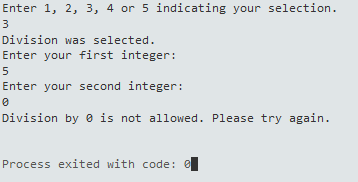 Enter 1, 2, 3, 4 or 5 indicating your selection.
3
Division was selected.
Enter your first integer:
5
Enter your second integer:
0
Division by 0 is not allowed. Please try again.
Process exited with code: 0